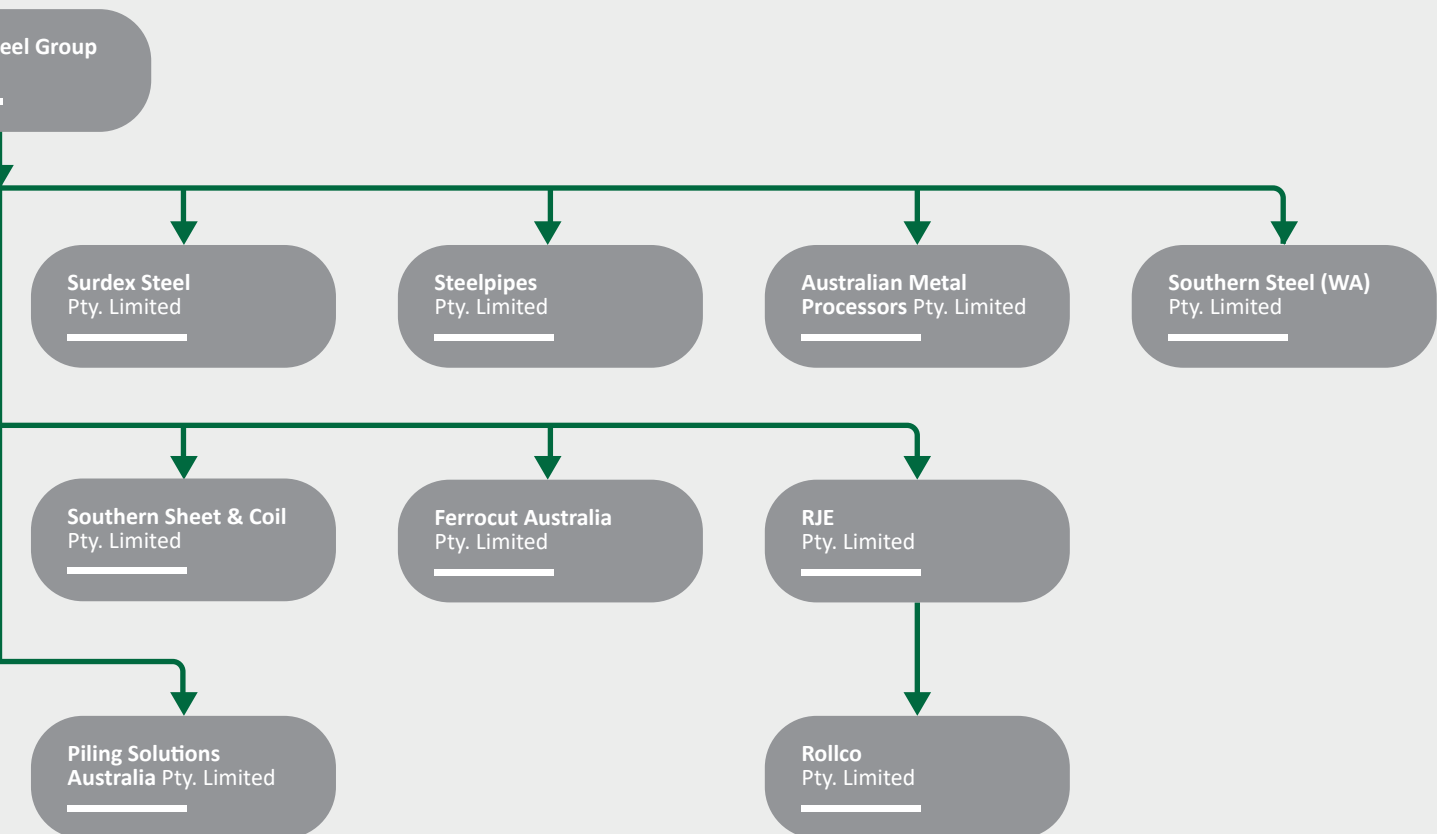 eel Group
Surdex Steel
Pty. Limited
Steelpipes
Pty. Limited
Australian Metal
Processors Pty. Limited
Southern Steel (WA)
Pty. Limited
Southern Sheet & Coil
Pty. Limited
Ferrocut Australia
Pty. Limited
RJE
Pty. Limited
Piling Solutions
Australia Pty. Limited
Rollco
Pty. Limited